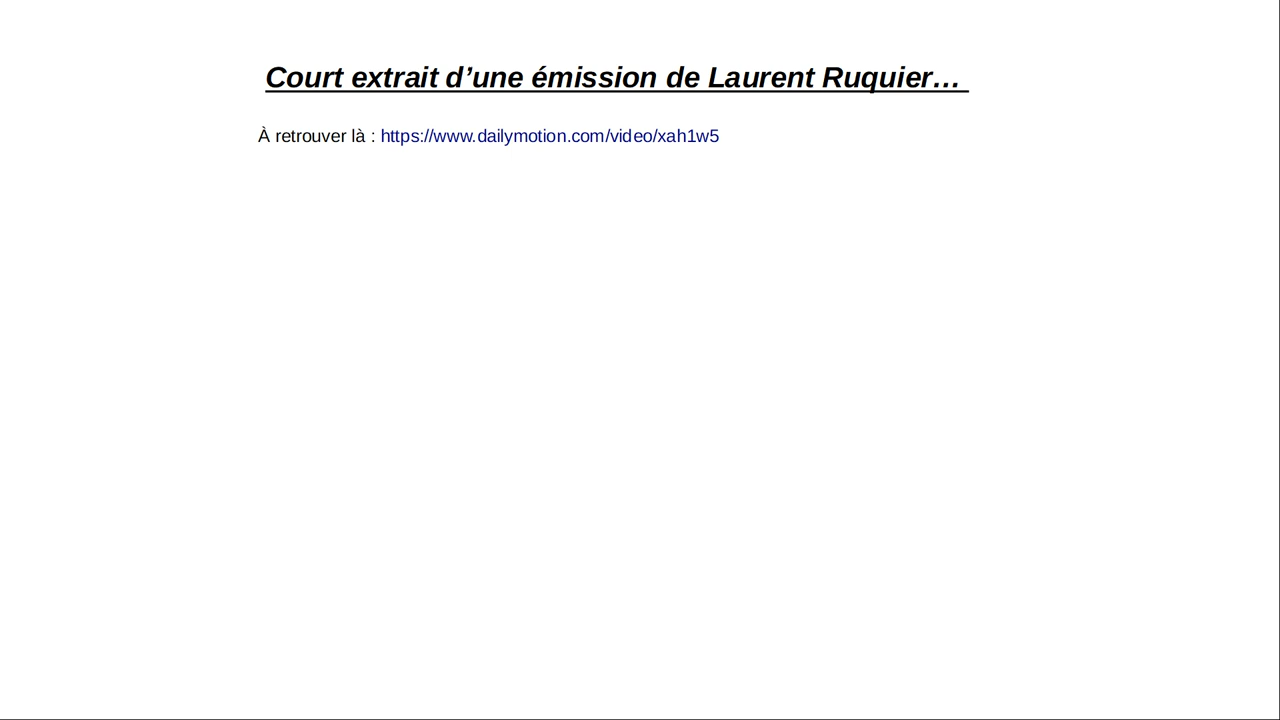 Court extrait d’une émission de Laurent Ruquier…
À retrouver là : https://www.dailymotion.com/video/xah1w5